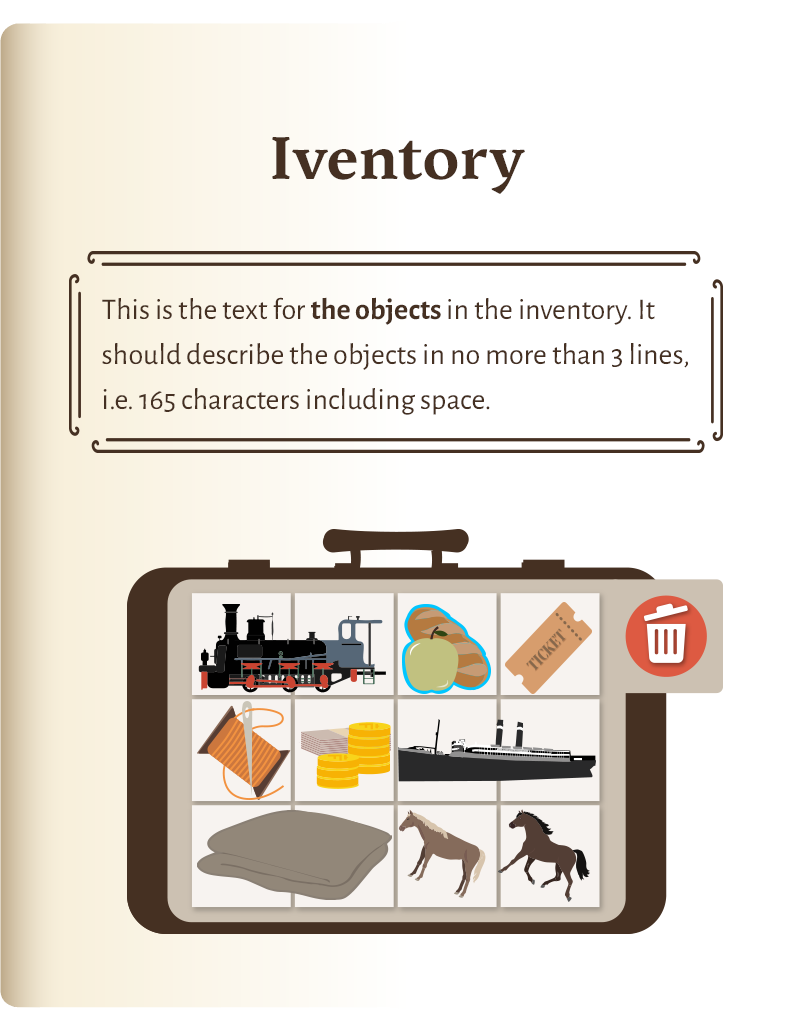 Iventory
This is the text for the objects in the inventory. It
should describe the objects in no more than 3 lines,
i.e. 165 characters including space.
TICKET